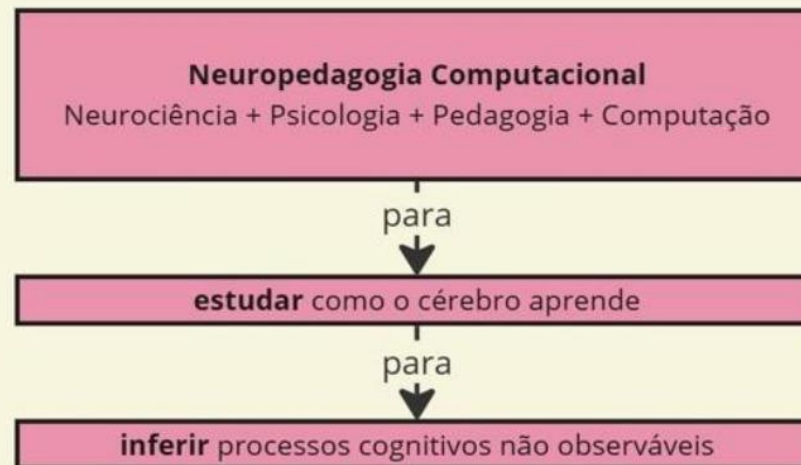 Neuropedagogia Computacional
Neurociência + Psicologia + Pedagogia + Computação
para
estudar como o cérebro aprende
para
inferir processos cognitivos não observáveis